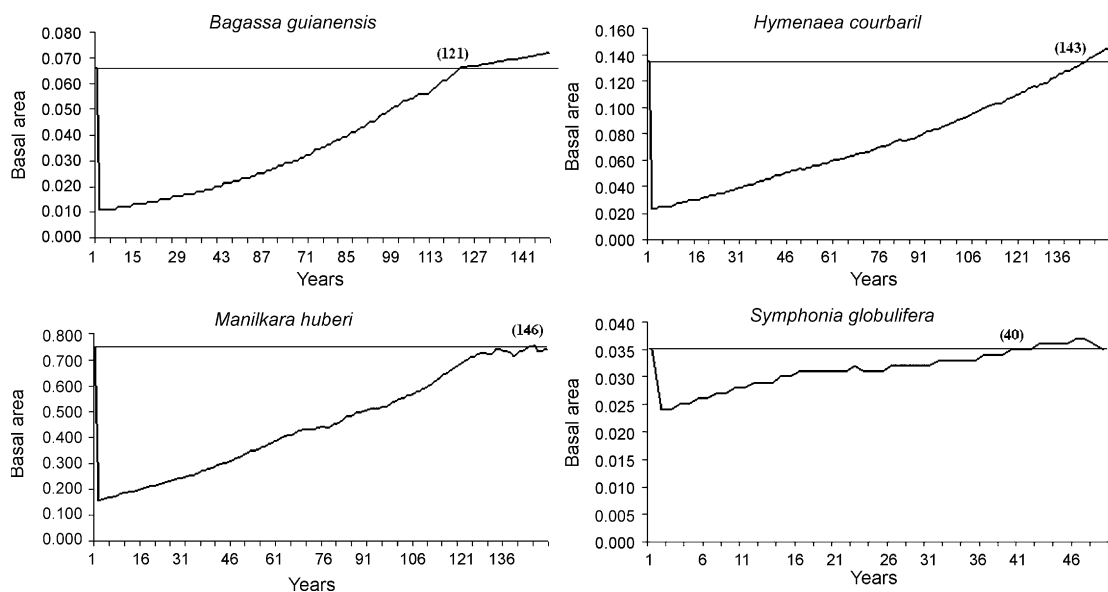 Bagassa guianensis
Basal area
0.080
0.070
0.060
0.050
0.040
0.030
0.020
0.010
0.000
(121)
1 15 29 43 87 71 85 99 113 127 141
Years
Hymenaea courbaril
Basal area
0.160
0.140
0.120
0.100
0.080
0.060
0.040
0.020
0.000
(143)
1 16 31 46 61 76 91 106 121 136
Years
Manilkara huberi
Basal area
0.800
0.700
0.600
0.500
0.400
0.300
0.200
0.100
0.000
(146)
1 16 31 46 61 76 91 106 121 136
Years
Symphonia globulifera
Basal area
0.040
0.035
0.030
0.025
0.020
0.015
0.010
0.005
0.000
(40)
1 6 11 16 21 26 31 36 41 46
Years